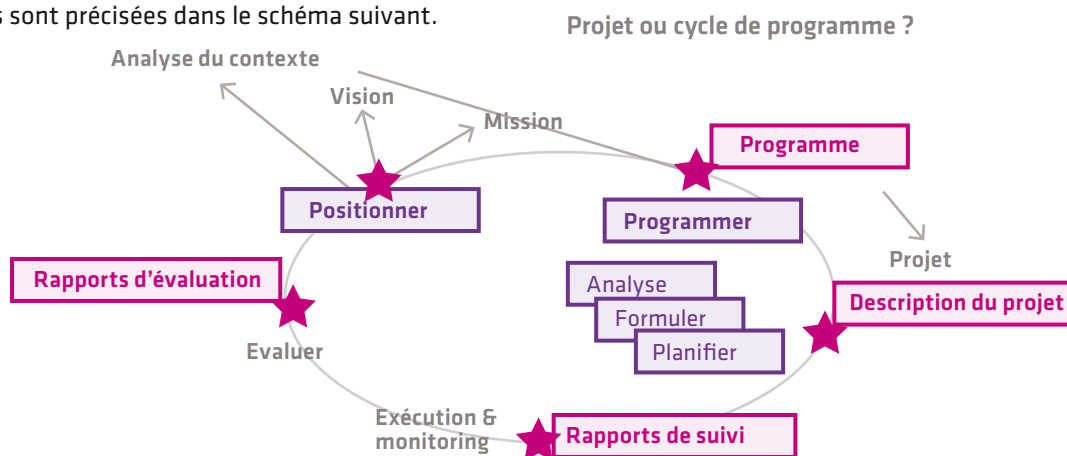 s sont précisées dans le schéma suivant.
Projet ou cycle de programme ?
Analyse du contexte
Vision
Mission
Programme
Positionner
Programmer
Projet
Rapports d’évaluation
Analyse
Description du projet
Formuler
Evaluer
Planifier
Exécution &
monitoring
Rapports de suivi